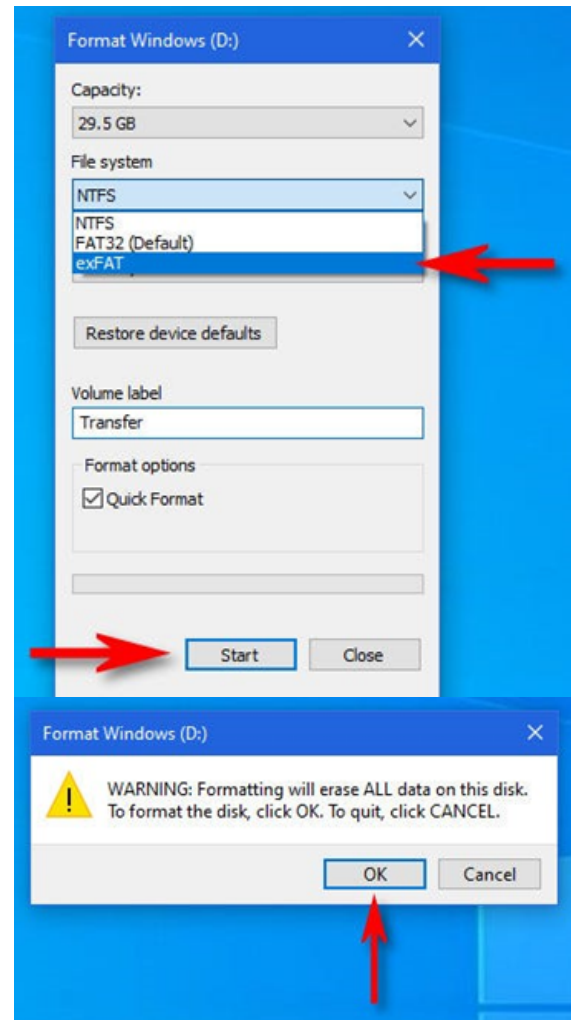 Format Windows (D:)
Capacity:
29.5 GB
File system
NTFS
NTFS
FAT32 (Default)
exFAT
Restore device defaults
Volume label
Transfer
Format options
Quick Format
Start Close
Format Windows (D:)
WARNING: Formatting will erase ALL data on this disk.
To format the disk, click OK. To quit, click CANCEL.
OK Cancel